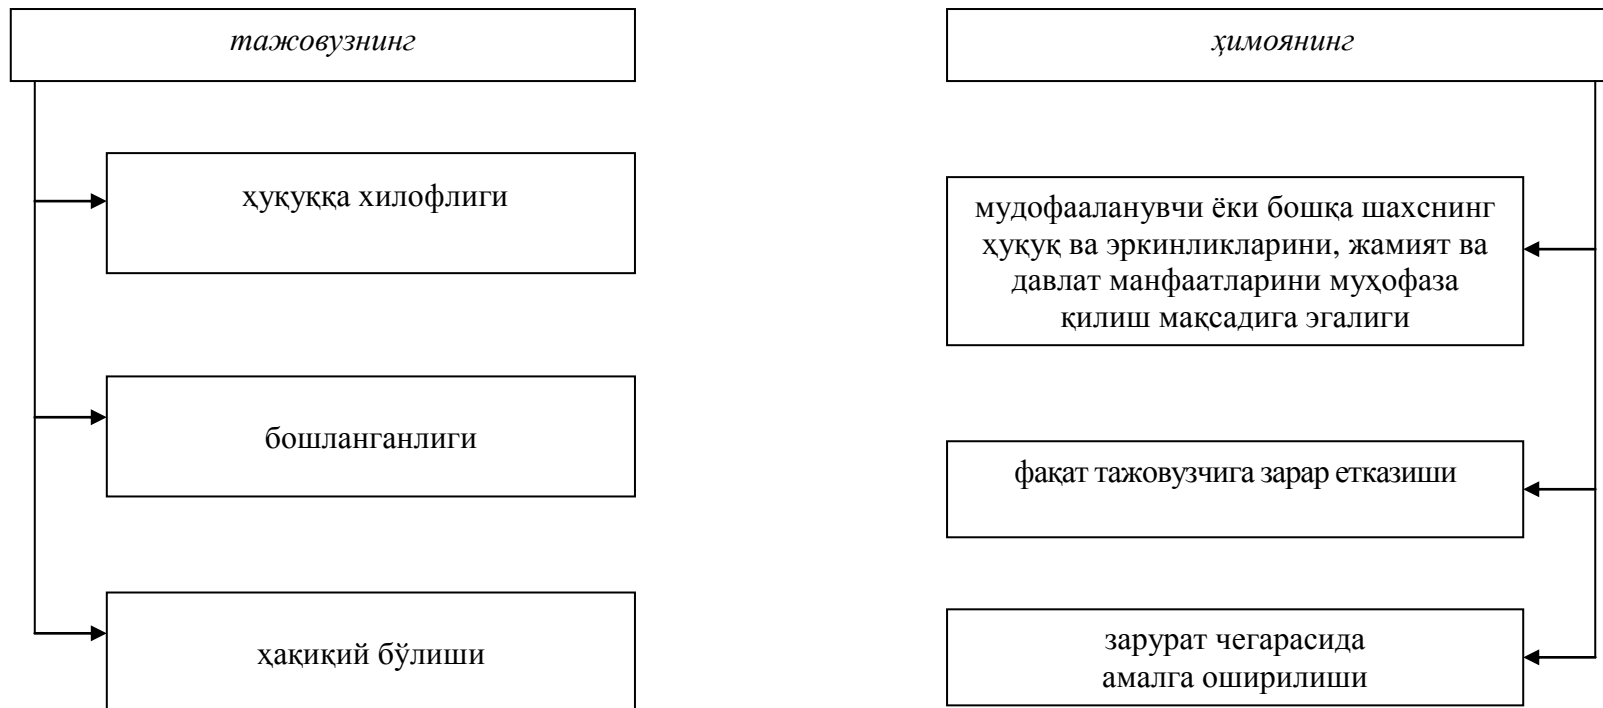 тажовузнинг
ҳуқуққа хилофлиги
бошланганлиги
ҳақиқий бўлиши
ҳимоянинг
мудофааланувчи ёки бошқа шахснинг
ҳуқуқ ва эркинликларини, жамият ва
давлат манфаатларини муҳофаза
қилиш мақсадига эгалиги
фақат тажовузчига зарар етказиши
зарурат чегарасида
амалга оширилиши